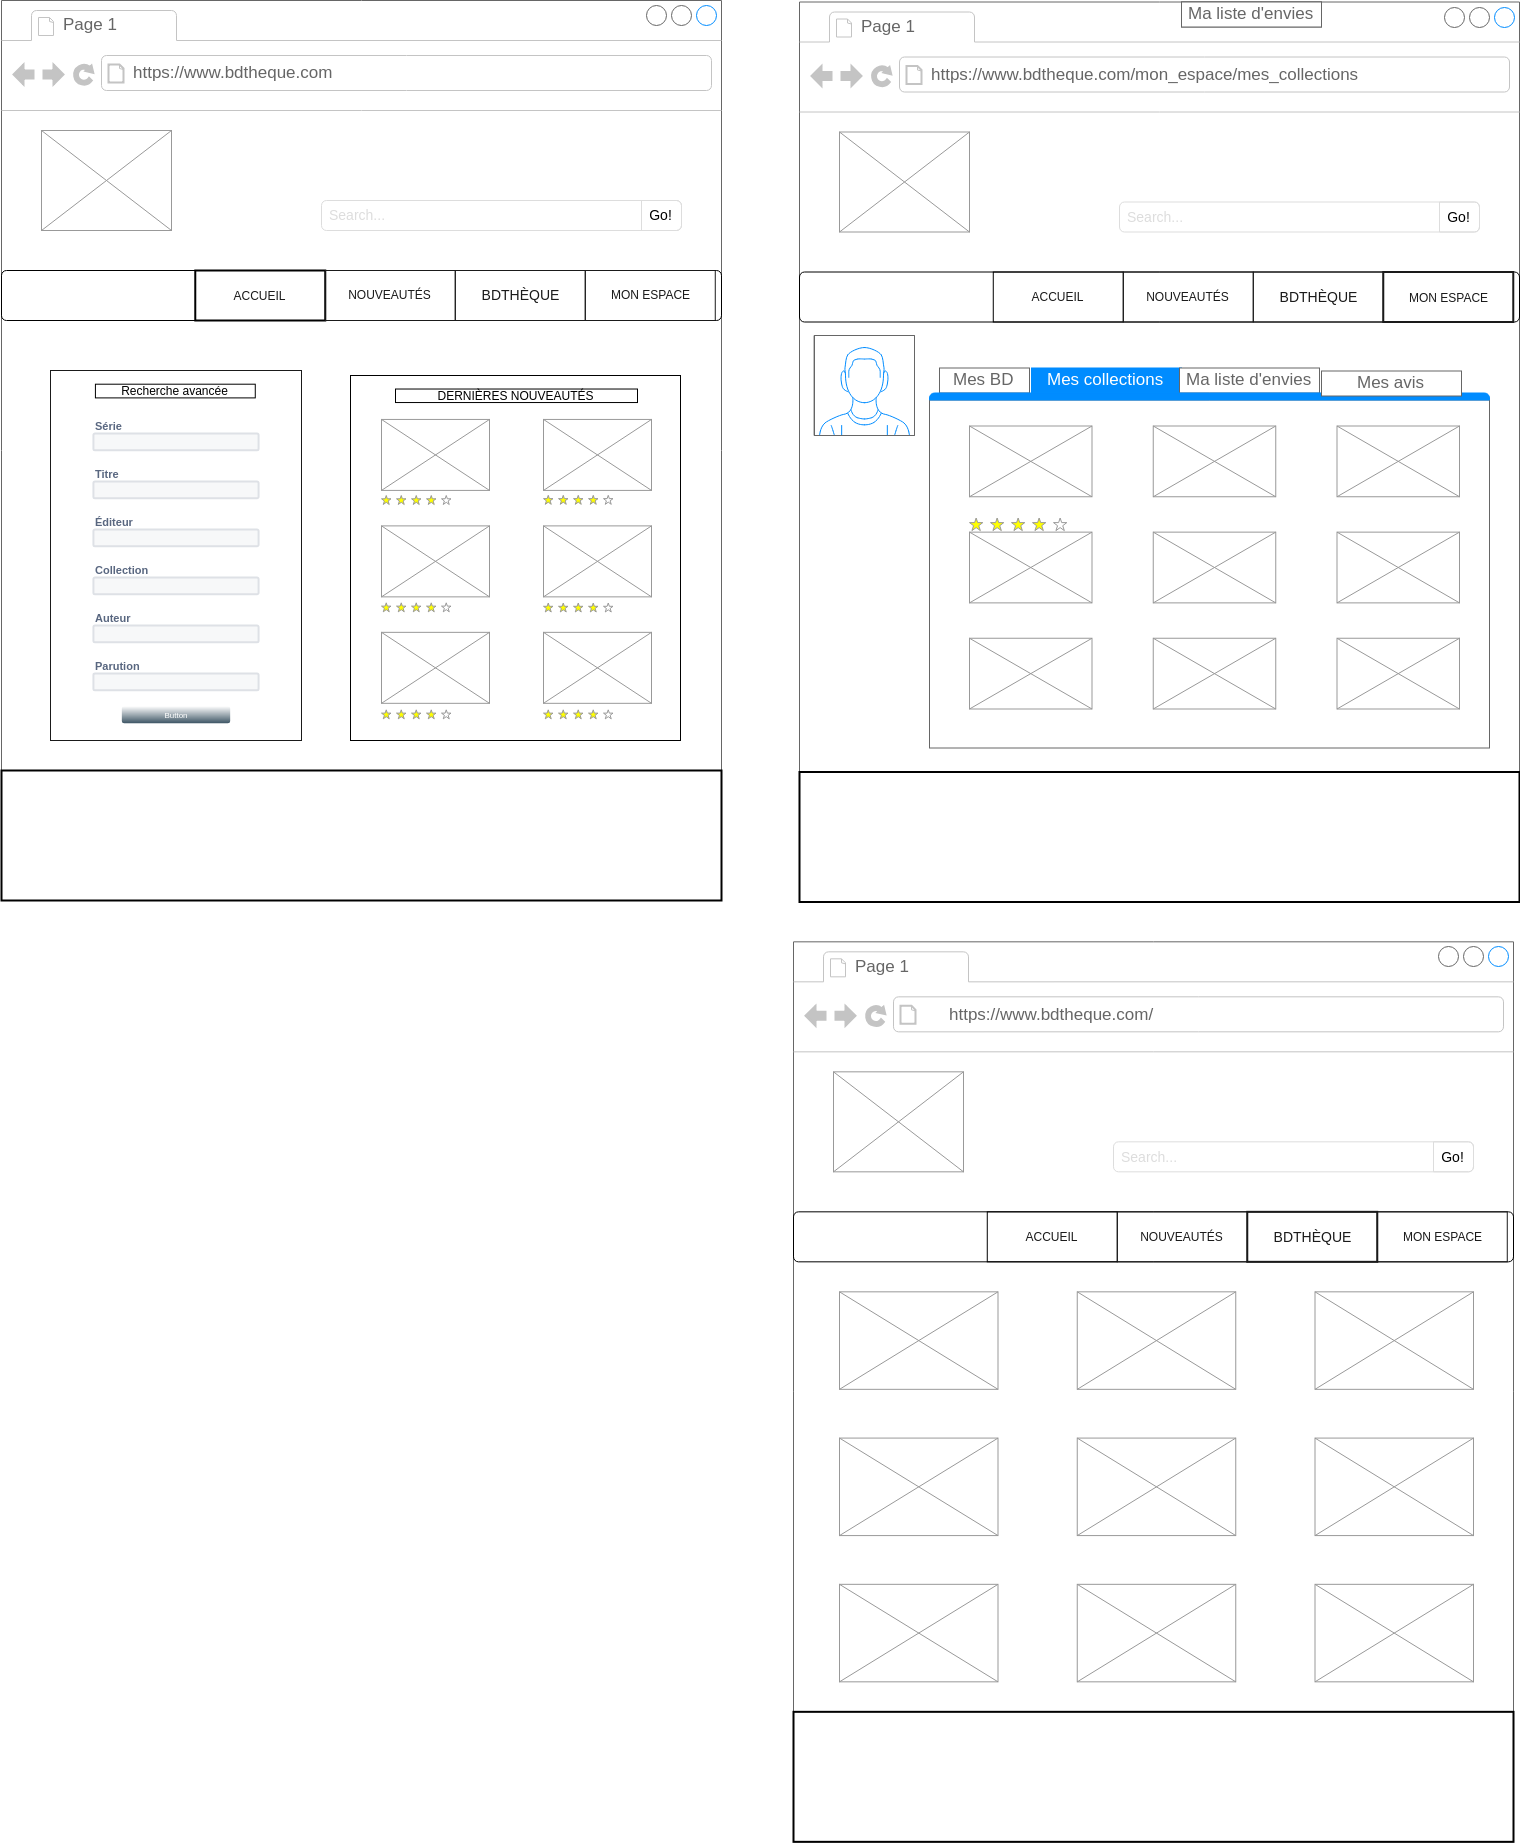 Page 1
https://www.bdtheque.com
Search...
Go!
ACCUEIL
NOUVEAUTÉS
BDTHÈQUE
MON ESPACE
Recherche avancée
Série
Titre
Éditeur
Collection
Auteur
Parution
Button
DERNIÈRES NOUVEAUTÉS
Ma liste d'envies
Page 1
https://www.bdtheque.com/mon_espace/mes_collections
Search...
Go!
ACCUEIL
NOUVEAUTÉS
BDTHÈQUE
MON ESPACE
Mes BD
Mes collections
Ma liste d'envies
Mes avis
Page 1
https://www.bdtheque.com/
Search...
Go!
ACCUEIL
NOUVEAUTÉS
BDTHÈQUE
MON ESPACE